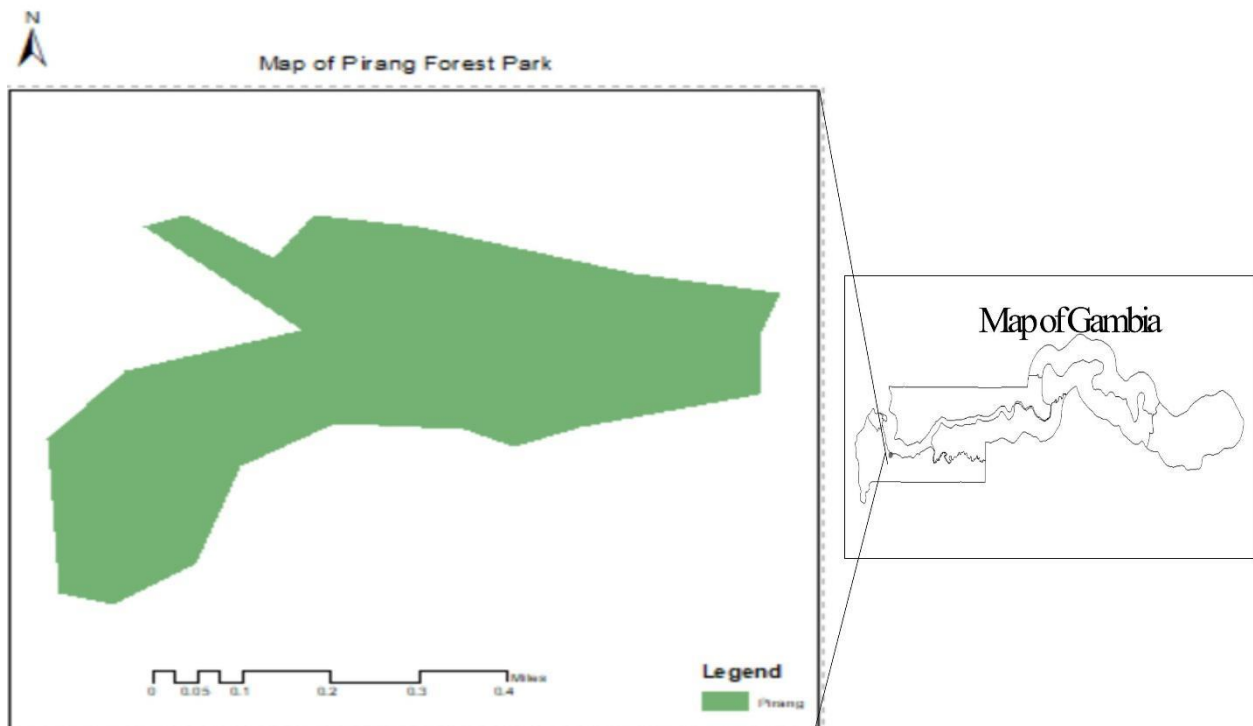 N
Map of Pirang Forest Park
Map of Gambia
0 0.05 0.1 0.2 0.3 0.4
Miles
Legend
Pirang